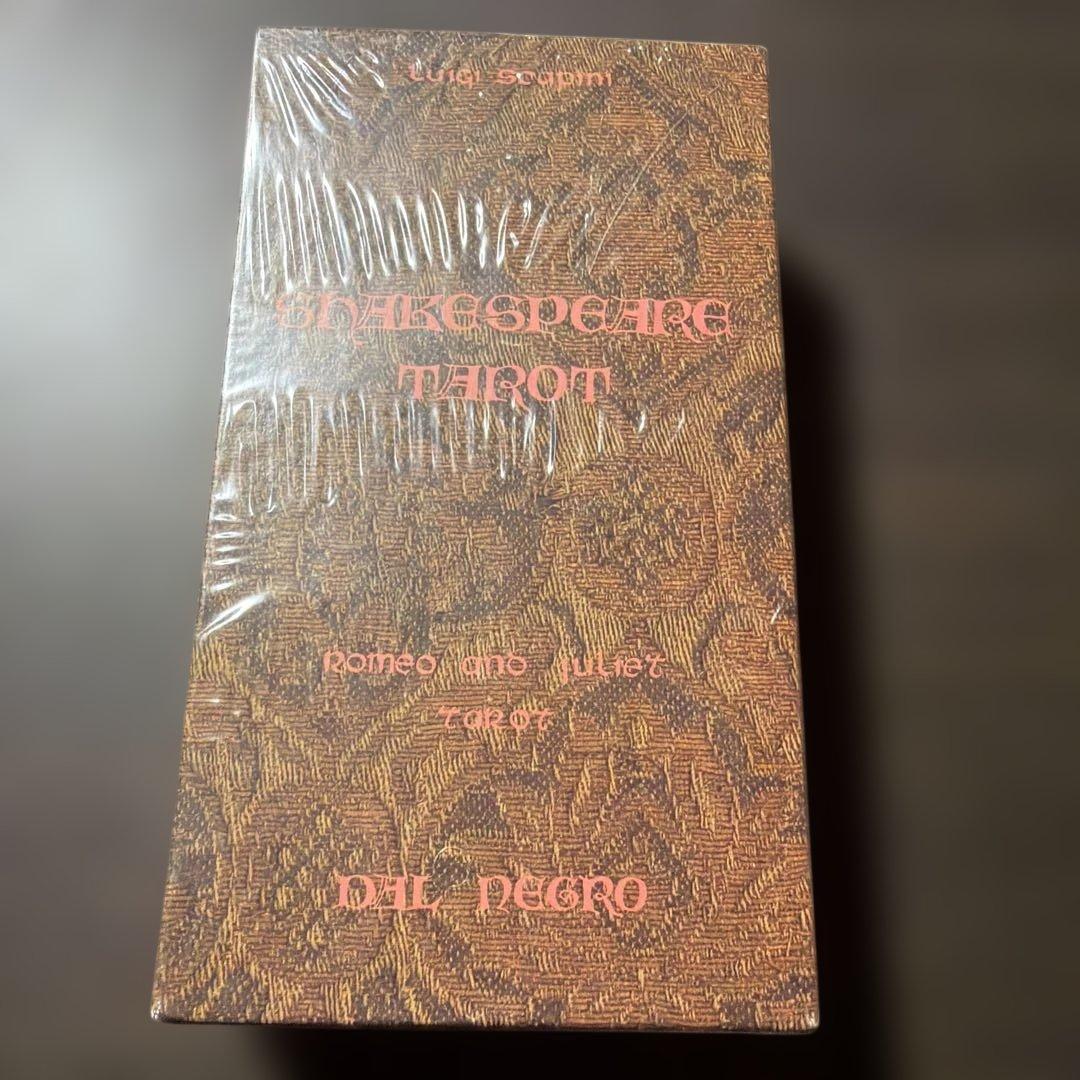 Luigi Scapini
SHAKESPEARE
TAROT
Romeo and Juliet
Tarot
DAL NEGRO